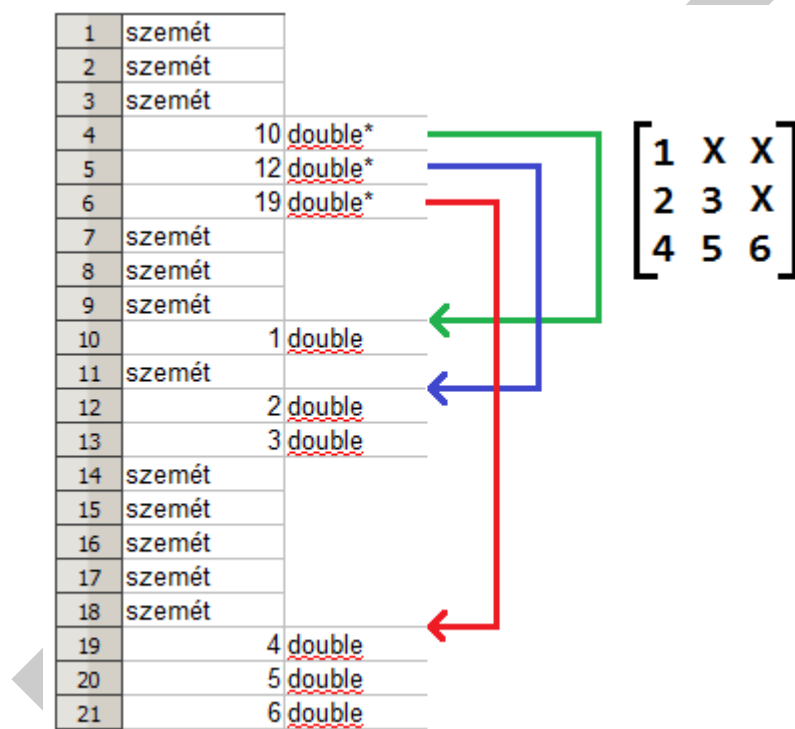 1 szemét
2 szemét
3 szemét
4 10 double*
5 12 double*
6 19 double*
7 szemét
8 szemét
9 szemét
10 1 double
11 szemét
12 2 double
13 3 double
14 szemét
15 szemét
16 szemét
17 szemét
18 szemét
19 4 double
20 5 double
21 6 double
1 X X
2 3 X
4 5 6